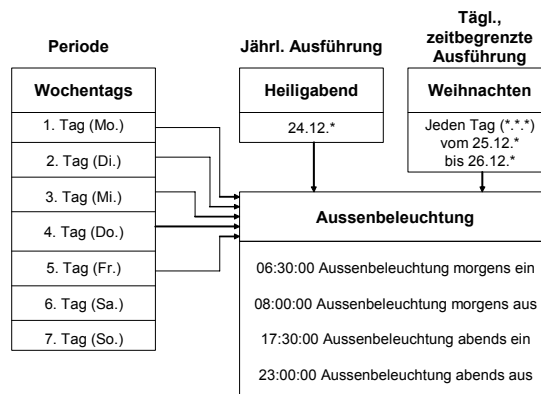 Periode
Wochentags
1. Tag (Mo.)
2. Tag (Di.)
3. Tag (Mi.)
4. Tag (Do.)
5. Tag (Fr.)
6. Tag (Sa.)
7. Tag (So.)
Jährl. Ausführung
Heiligabend
24.12.*
Tägl.,
zeitbegrenzte
Ausführung
Weihnachten
Jeden Tag (*.*.*)
vom 25.12.*
bis 26.12.*
Aussenbeleuchtung
06:30:00 Aussenbeleuchtung morgens ein
08:00:00 Aussenbeleuchtung morgens aus
17:30:00 Aussenbeleuchtung abends ein
23:00:00 Aussenbeleuchtung abends aus